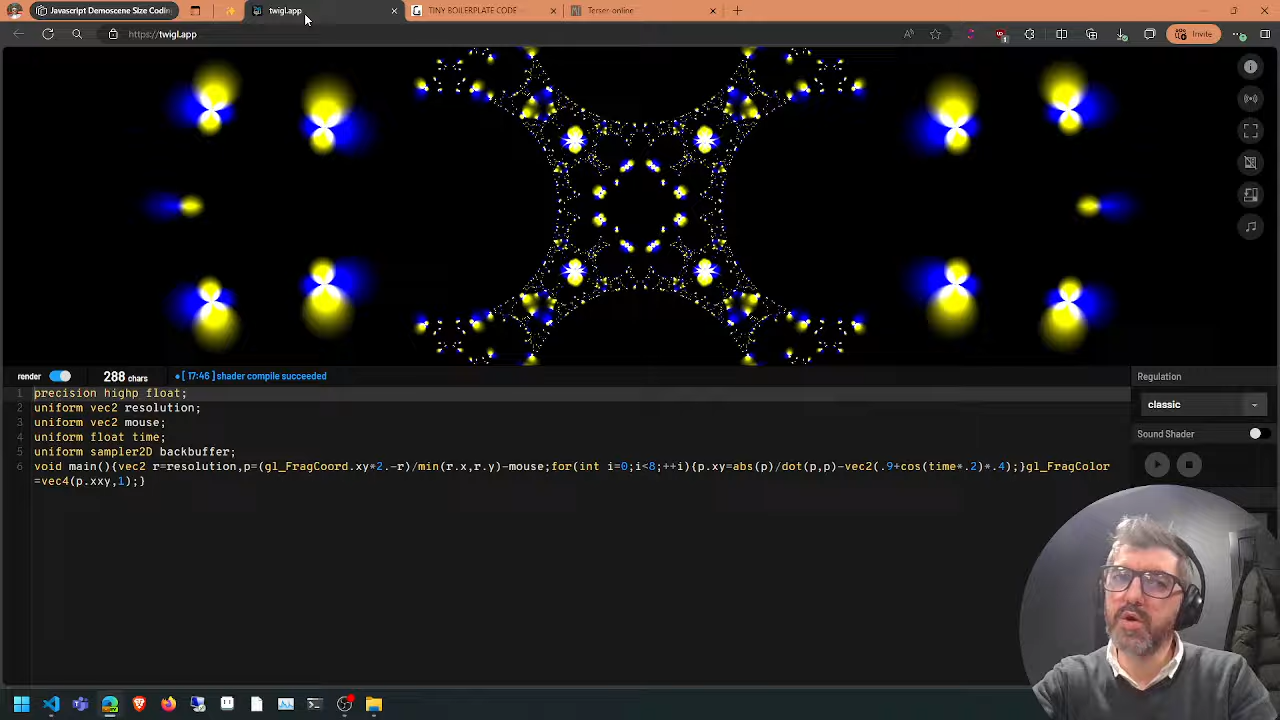 Javascript Demoscene Size Coding
twigl.app
TINY BOILERPLATE CODE
Terser-online
https://twigl.app
Invite
render
288 chars
[ 17:46 ] shader compile succeeded
Regulation
classic
Sound Shader
1 precision highp float;
2 uniform vec2 resolution;
3 uniform vec2 mouse;
4 uniform float time;
5 uniform sampler2D backbuffer;
6 void main(){vec2 r=resolution,p=(gl_FragCoord.xy*2.-r)/min(r.x,r.y)-mouse;for(int i=0;i<8;++i){p.xy=abs(p)/dot(p,p)-vec2(.9+cos(time*.2)*.4);}gl_FragColor
=vec4(p.xxy,1);}